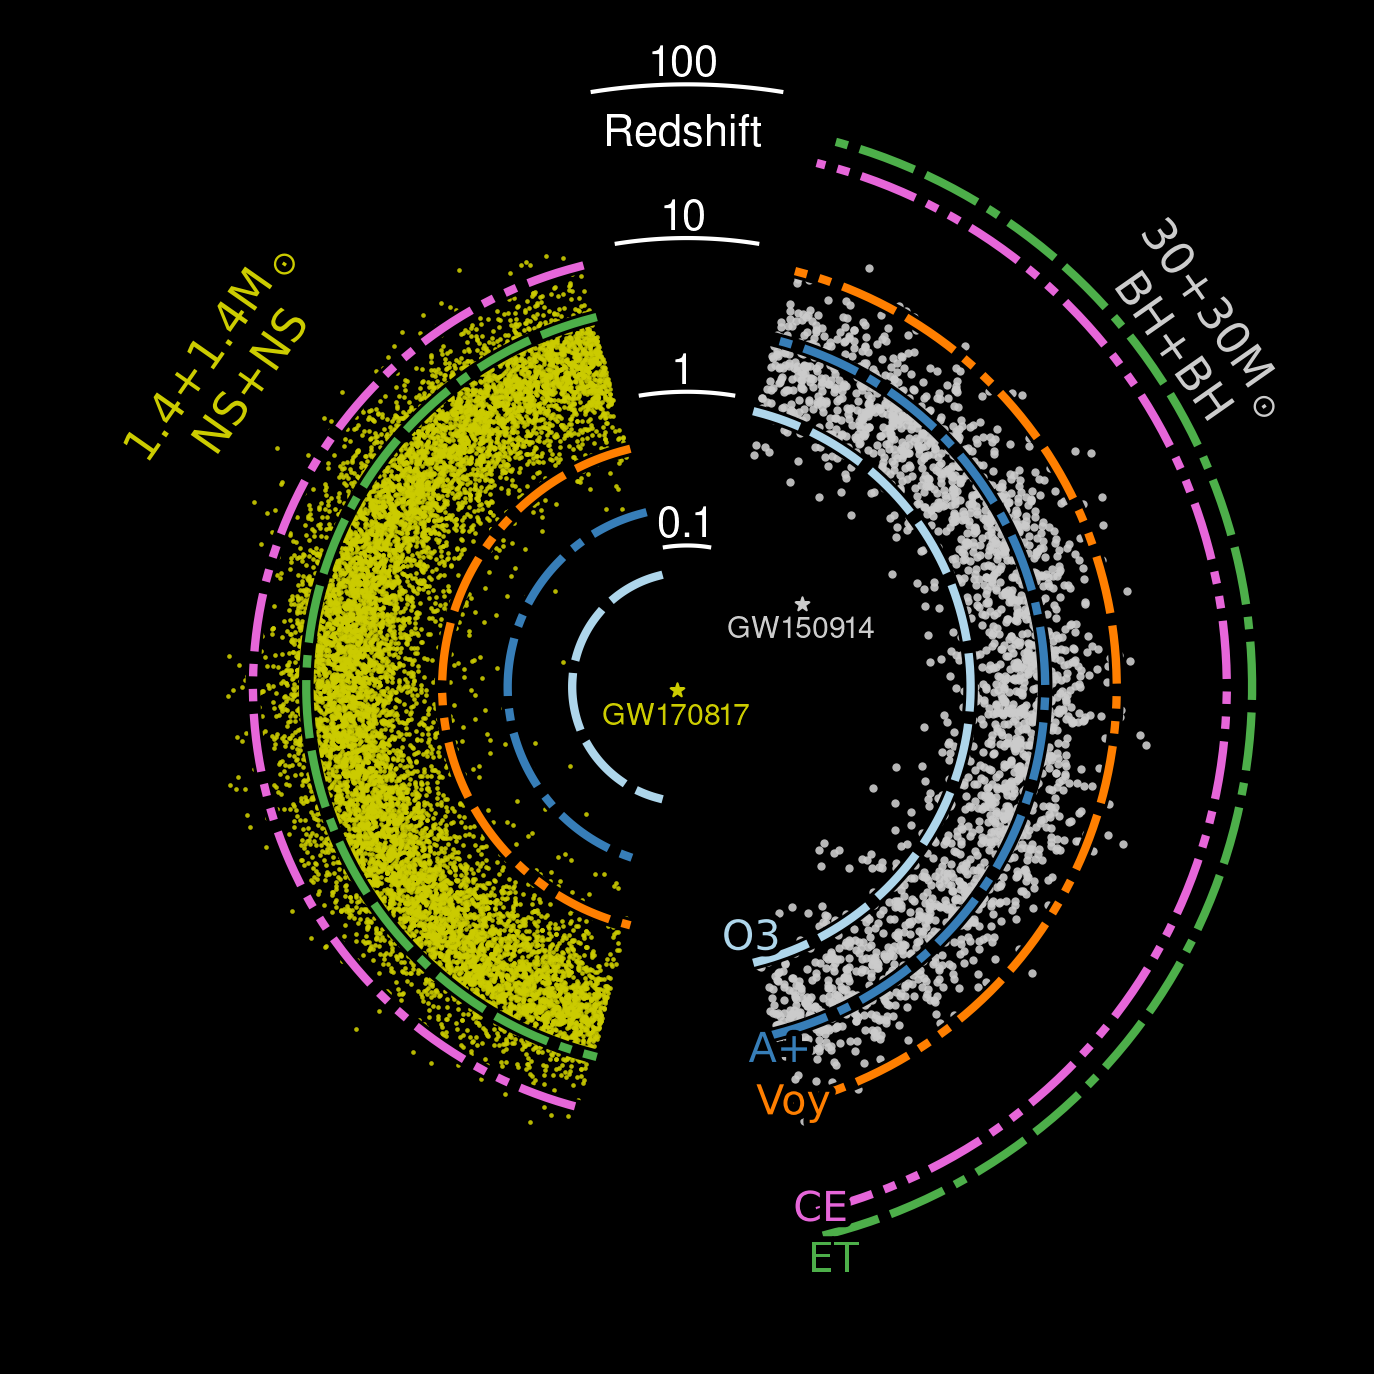 100
Redshift
10
1
0.1
1.4+1.4M☉
NS+NS
30+30M☉
BH+BH
GW150914
GW170817
O3
A+
Voy
CE
ET